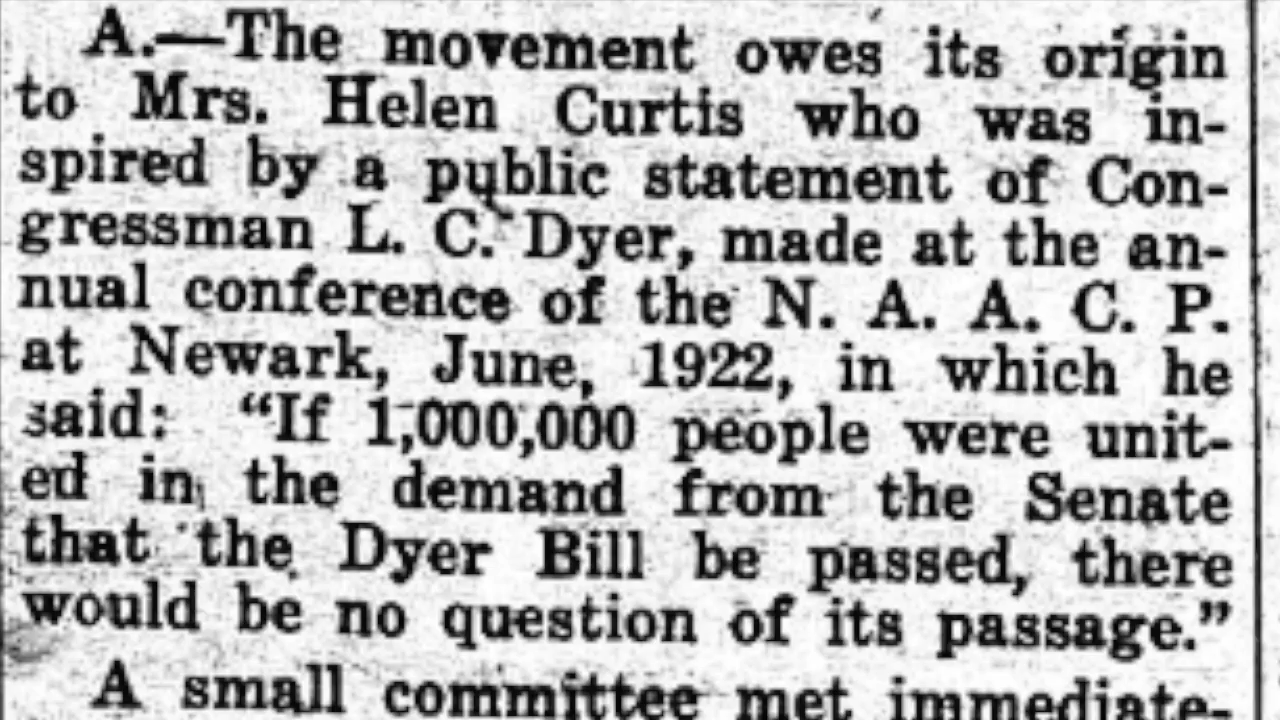 A.—The movement owes its origin
to Mrs. Helen Curtis who was in-
spired by a public statement of Con-
gressman L. C. Dyer, made at the an-
nual conference of the N. A. A. C. P.
at Newark, June, 1922, in which he
said: “If 1,000,000 people were unit-
ed in the demand from the Senate
that the Dyer Bill be passed, there
would be no question of its passage.”
A small committee met immediate-